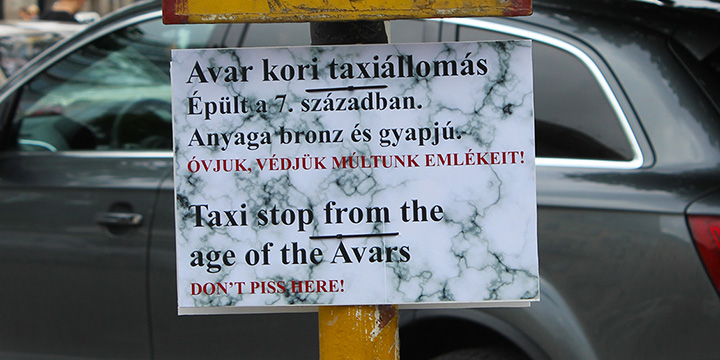 Avar kori taxiállomás
Épült a 7. században.
Anyaga bronz és gyapjú.
ÓVJUK, VÉDJÜK MÚLTUNK EMLÉKEIT!
Taxi stop from the
age of the Avars
DON'T PISS HERE!